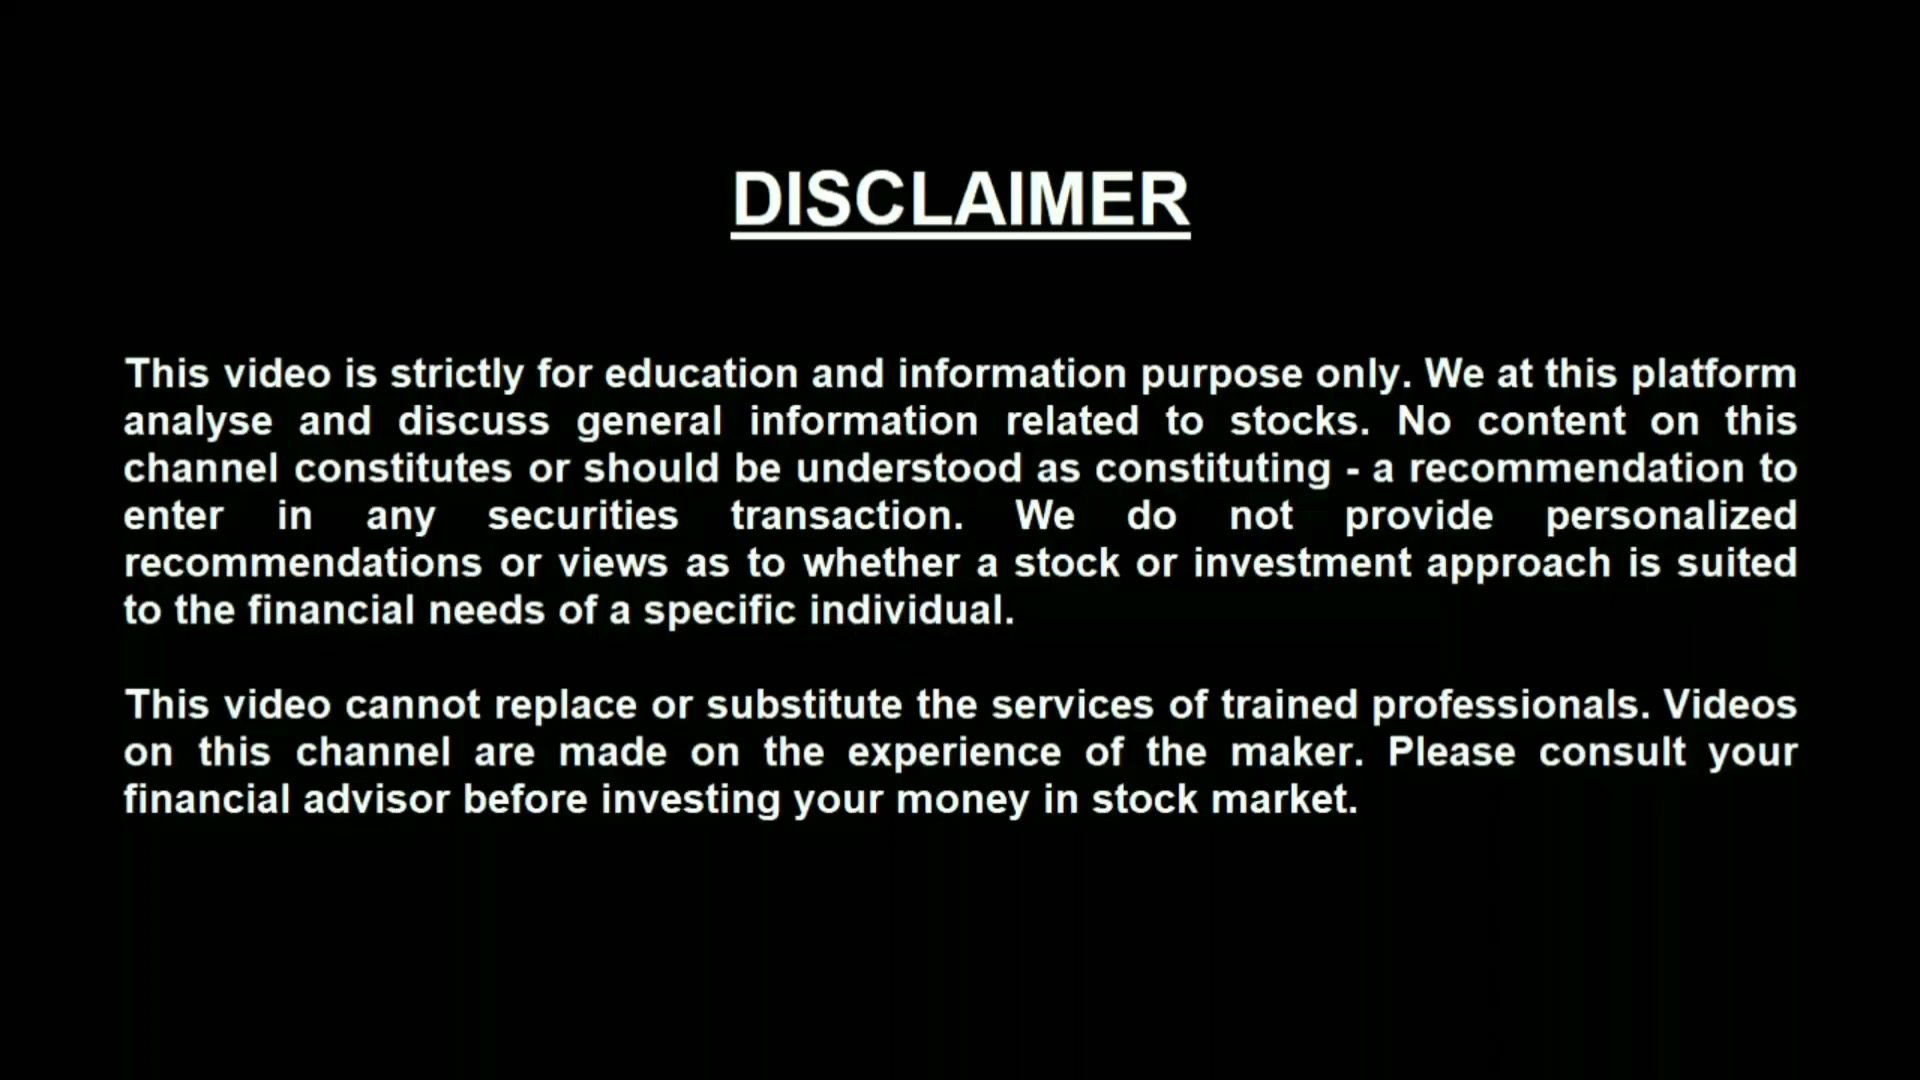 DISCLAIMER
This video is strictly for education and information purpose only. We at this platform
analyse and discuss general information related to stocks. No content on this
channel constitutes or should be understood as constituting - a recommendation to
enter in any securities transaction. We do not provide personalized
recommendations or views as to whether a stock or investment approach is suited
to the financial needs of a specific individual.
This video cannot replace or substitute the services of trained professionals. Videos
on this channel are made on the experience of the maker. Please consult your
financial advisor before investing your money in stock market.